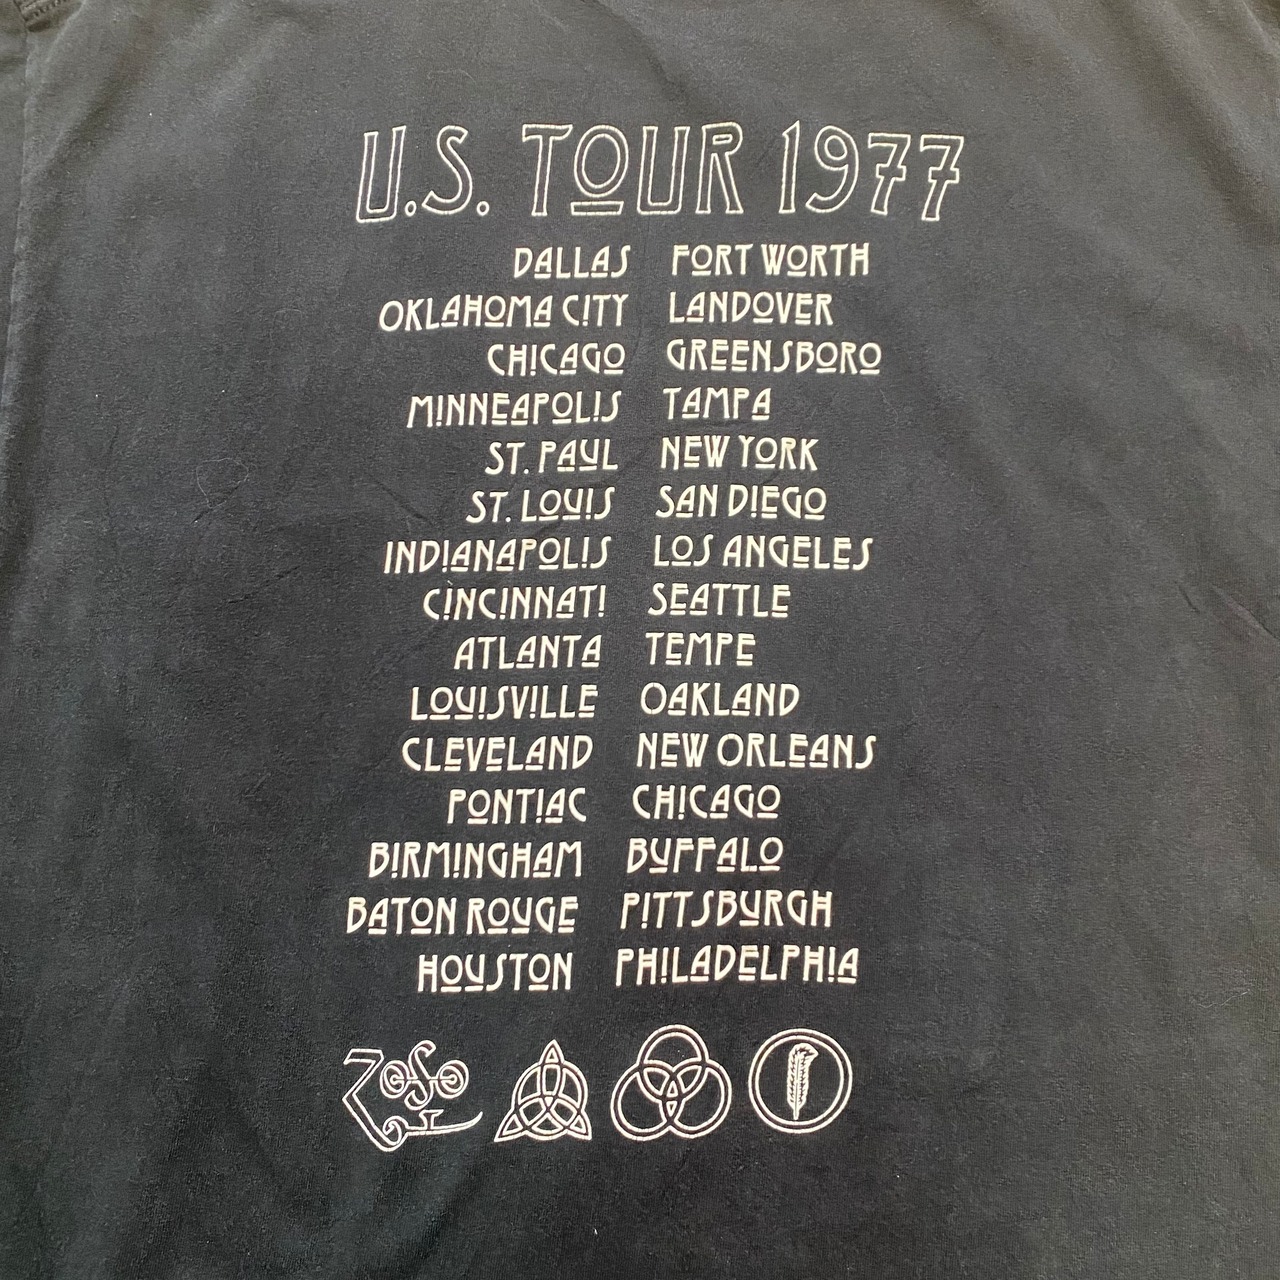 U.S. TOUR 1977
DALLAS FORT WORTH
OKLAHOMA CITY LANDOVER
CHICAGO GREENSBORO
MINNEAPOLIS TAMPA
ST. PAUL NEW YORK
ST. LOUIS SAN DIEGO
INDIANAPOLIS LOS ANGELES
CINCINNATI SEATTLE
ATLANTA TEMPE
LOUISVILLE OAKLAND
CLEVELAND NEW ORLEANS
PONTIAC CHICAGO
BIRMINGHAM BUFFALO
BATON ROUGE PITTSBURGH
HOUSTON PHILADELPHIA